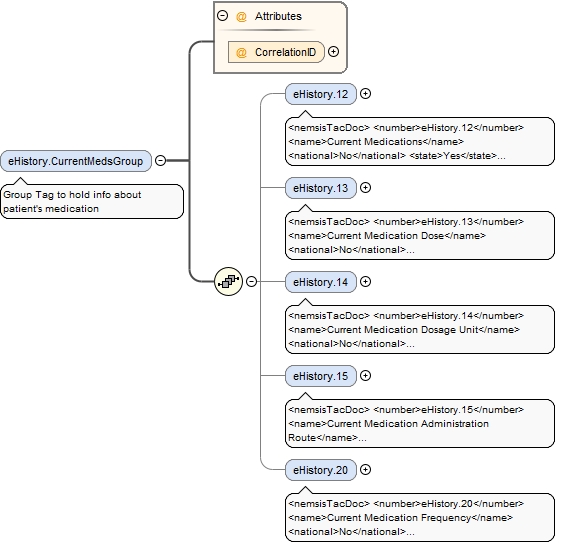 @ Attributes
@ CorrelationID
eHistory.12
<nemsisTacDoc> <number>eHistory.12</number>
<name>Current Medications</name>
<national>No</national> <state>Yes</state>...
eHistory.CurrentMedsGroup
Group Tag to hold info about
patient's medication
eHistory.13
<nemsisTacDoc> <number>eHistory.13</number>
<name>Current Medication Dose</name>
<national>No</national>...
eHistory.14
<nemsisTacDoc> <number>eHistory.14</number>
<name>Current Medication Dosage Unit</name>
<national>No</national>...
eHistory.15
<nemsisTacDoc> <number>eHistory.15</number>
<name>Current Medication Administration
Route</name>...
eHistory.20
<nemsisTacDoc> <number>eHistory.20</number>
<name>Current Medication Frequency</name>
<national>No</national>...